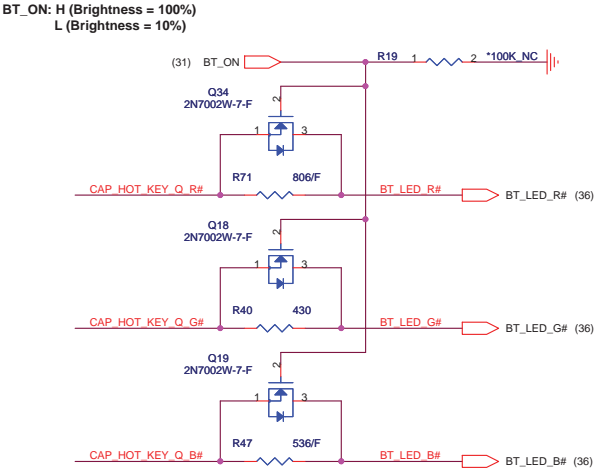 BT_ON: H (Brightness = 100%)
L (Brightness = 10%)
(31) BT_ON R19 1 2 *100K_NC
Q34
2N7002W-7-F
2
1 3
R71 806/F
CAP_HOT_KEY_Q_R# BT_LED_R# BT_LED_R# (36)
Q18
2N7002W-7-F
2
1 3
R40 430
CAP_HOT_KEY_Q_G# BT_LED_G# BT_LED_G# (36)
Q19
2N7002W-7-F
2
1 3
R47 536/F
CAP_HOT_KEY_Q_B# BT_LED_B# BT_LED_B# (36)